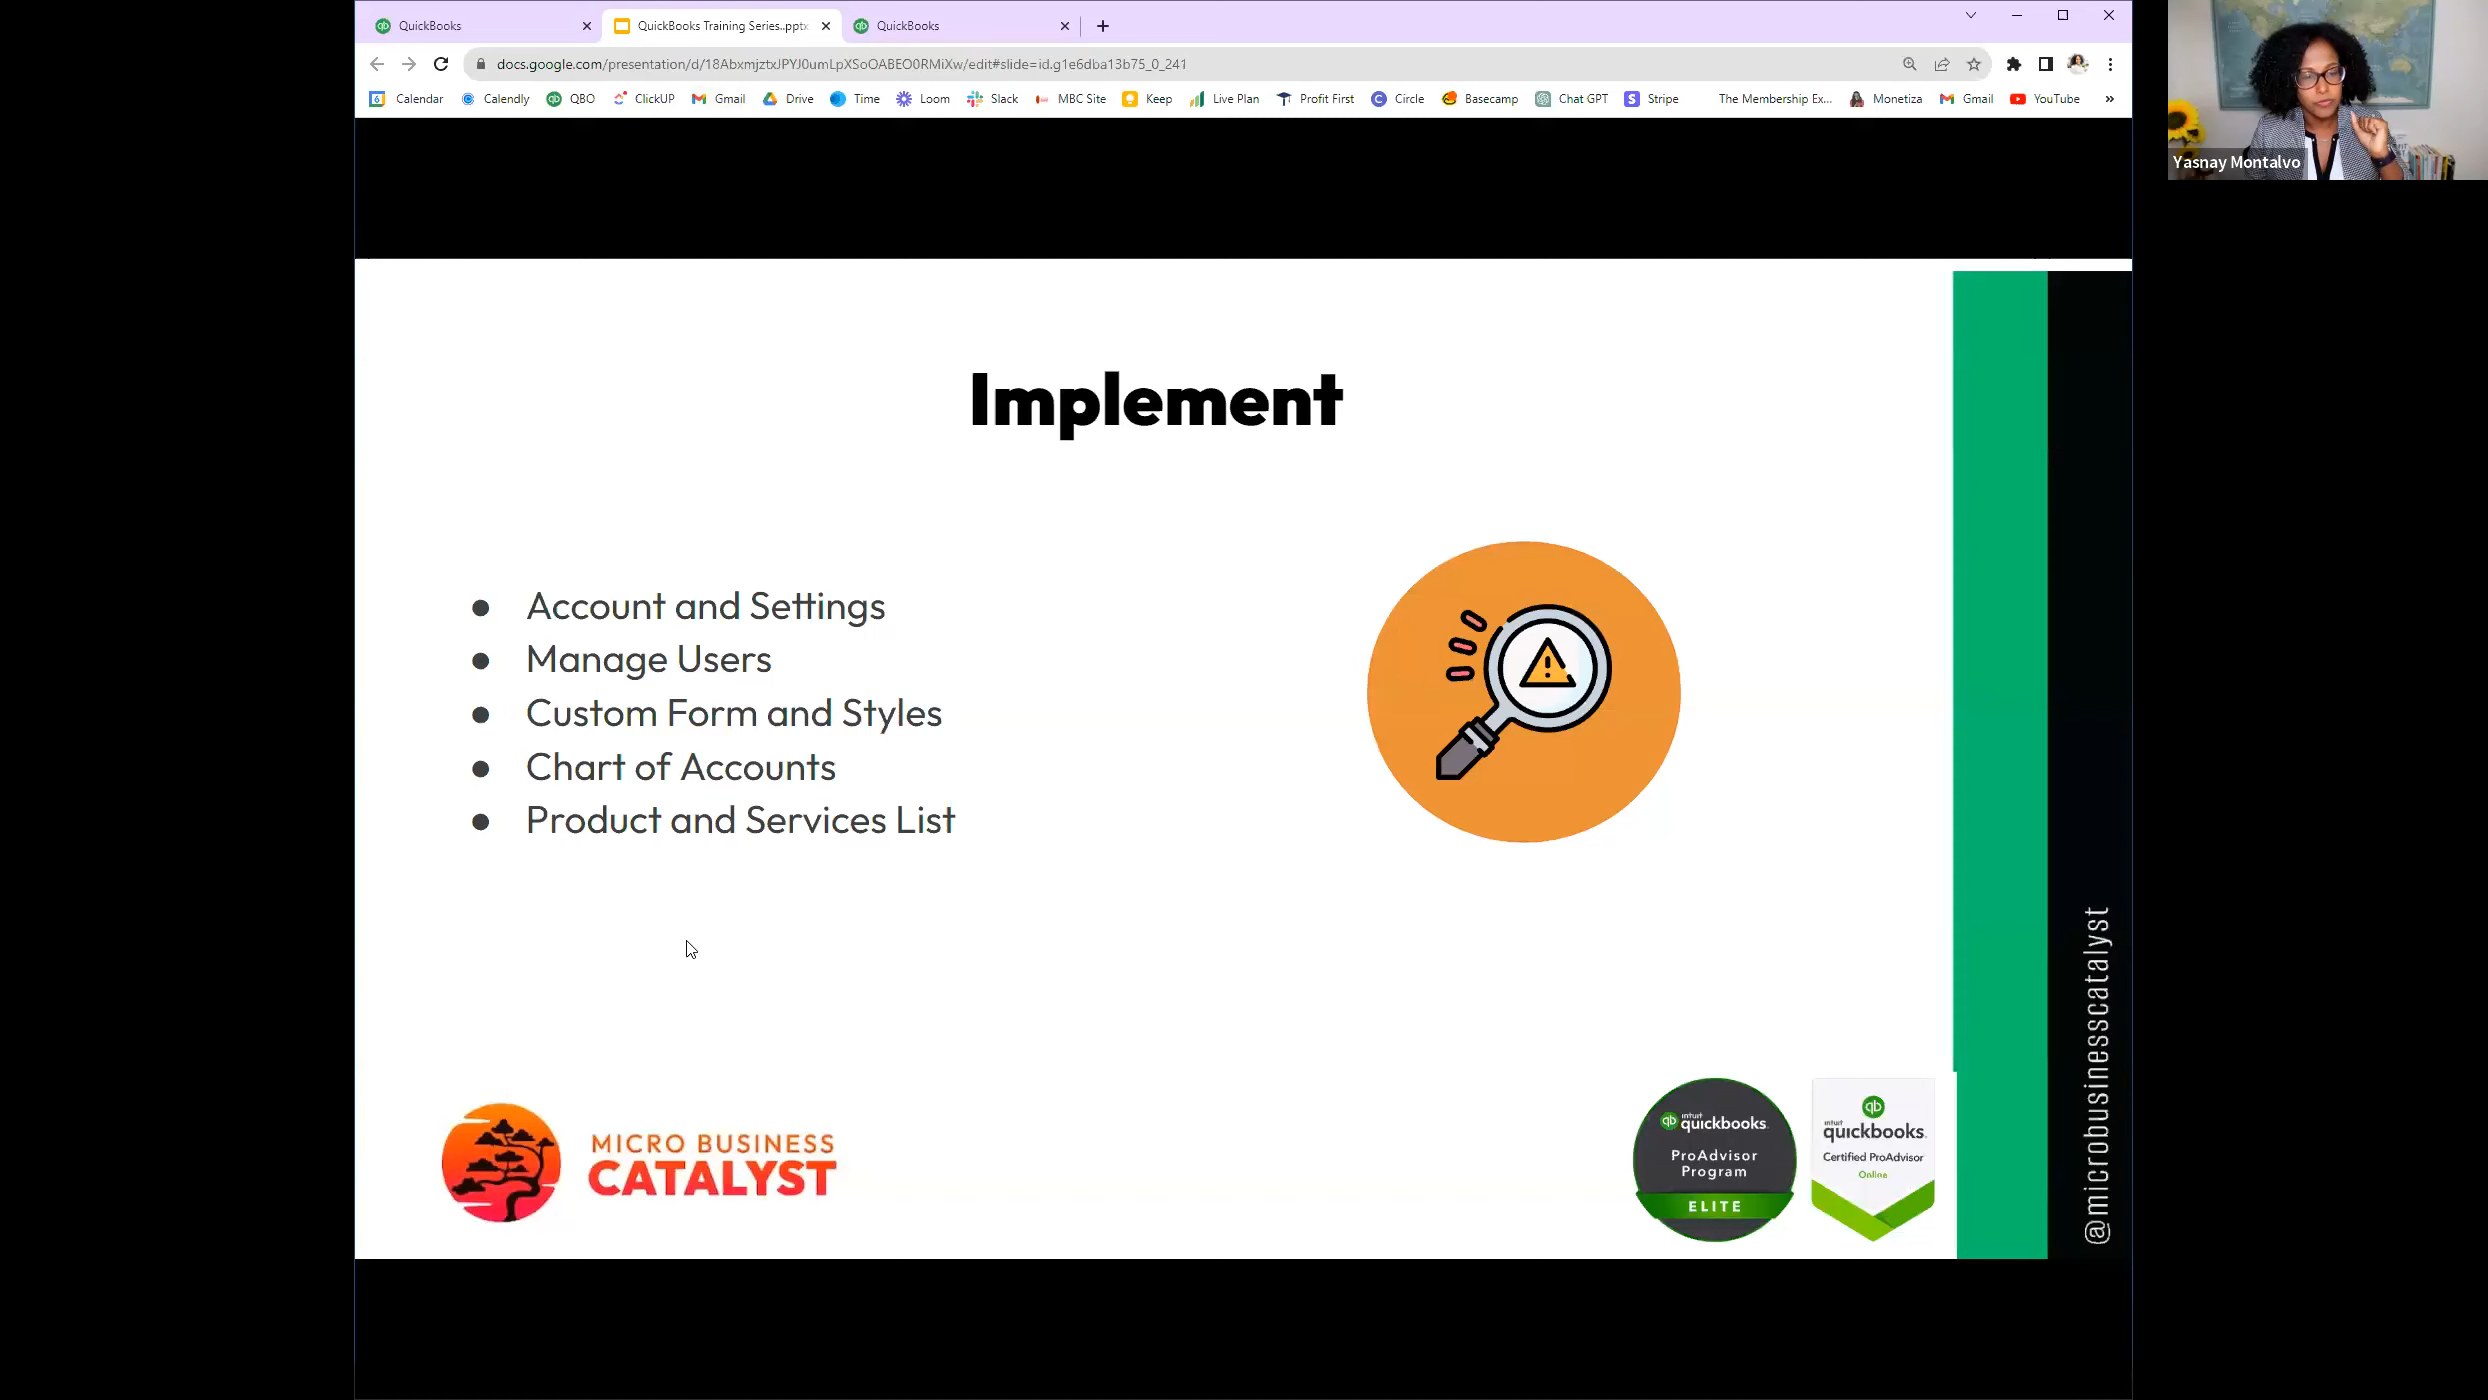 QuickBooks
QuickBooks Training Series..pptx
QuickBooks
docs.google.com/presentation/d/18AbxmjztxJPYJ0umLpXSoOABEO0RMiXw/edit#slide=id.g1e6dba13b75_0_241
6 Calendar Calendly QBO ClickUP Gmail Drive Time Loom Slack MBC Site Keep Live Plan Profit First Circle Basecamp Chat GPT Stripe The Membership Ex... Monetiza Gmail YouTube »
Yasnay Montalvo
Implement
● Account and Settings
● Manage Users
● Custom Form and Styles
● Chart of Accounts
● Product and Services List
MICRO BUSINESS
CATALYST
qb intuit quickbooks.
ProAdvisor
Program
ELITE
qb
intuit
quickbooks.
Certified ProAdvisor
Online
@microbusinesscatalyst